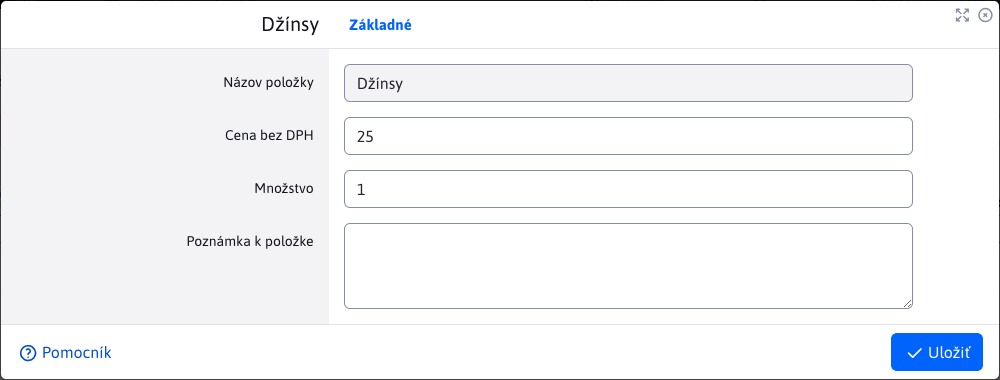 Džínsy Základné
Názov položky Džínsy
Cena bez DPH 25
Množstvo 1
Poznámka k položke
Pomocník Uložiť